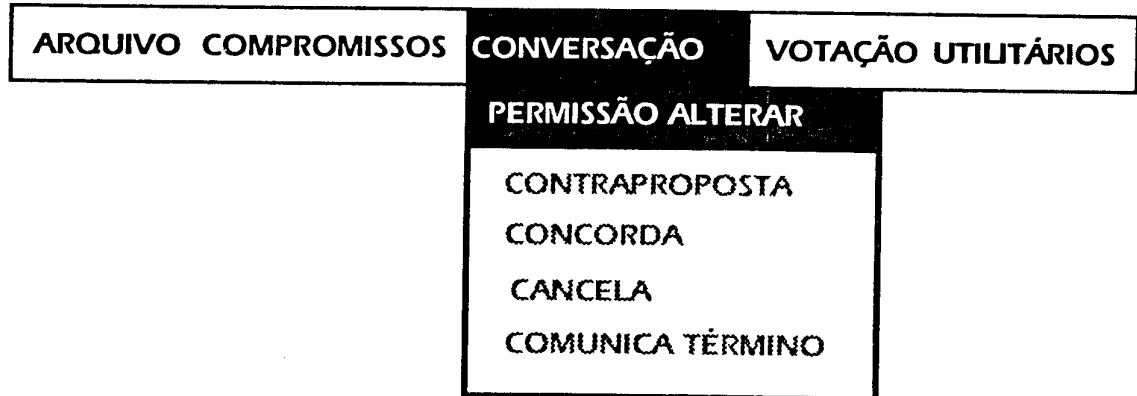 ARQUIVO COMPROMISSOS CONVERSAÇÃO VOTAÇÃO UTILITÁRIOS
PERMISSÃO ALTERAR
CONTRAPROPOSTA
CONCORDA
CANCELA
COMUNICA TÉRMINO